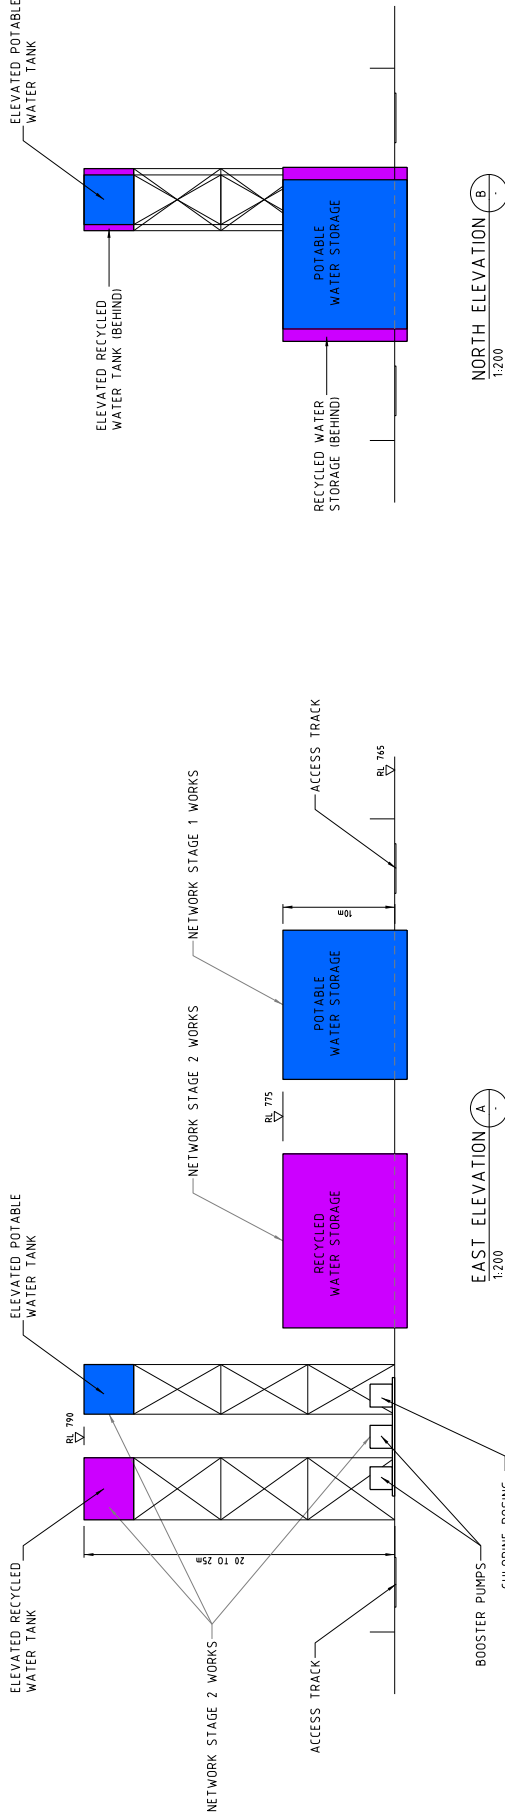 ELEVATED RECYCLED
WATER TANK
ELEVATED POTABLE
WATER TANK
RL 790
20 TO 25m
NETWORK STAGE 2 WORKS
NETWORK STAGE 2 WORKS
NETWORK STAGE 1 WORKS
RL 775
RECYCLED
WATER STORAGE
POTABLE
WATER STORAGE
10m
ACCESS TRACK
ACCESS TRACK
RL 765
BOOSTER PUMPS
CHLORINE DOSING
EAST ELEVATION
A
-
1:200
ELEVATED POTABLE
WATER TANK
ELEVATED RECYCLED
WATER TANK (BEHIND)
RECYCLED WATER
STORAGE (BEHIND)
POTABLE
WATER STORAGE
NORTH ELEVATION
B
-
1:200